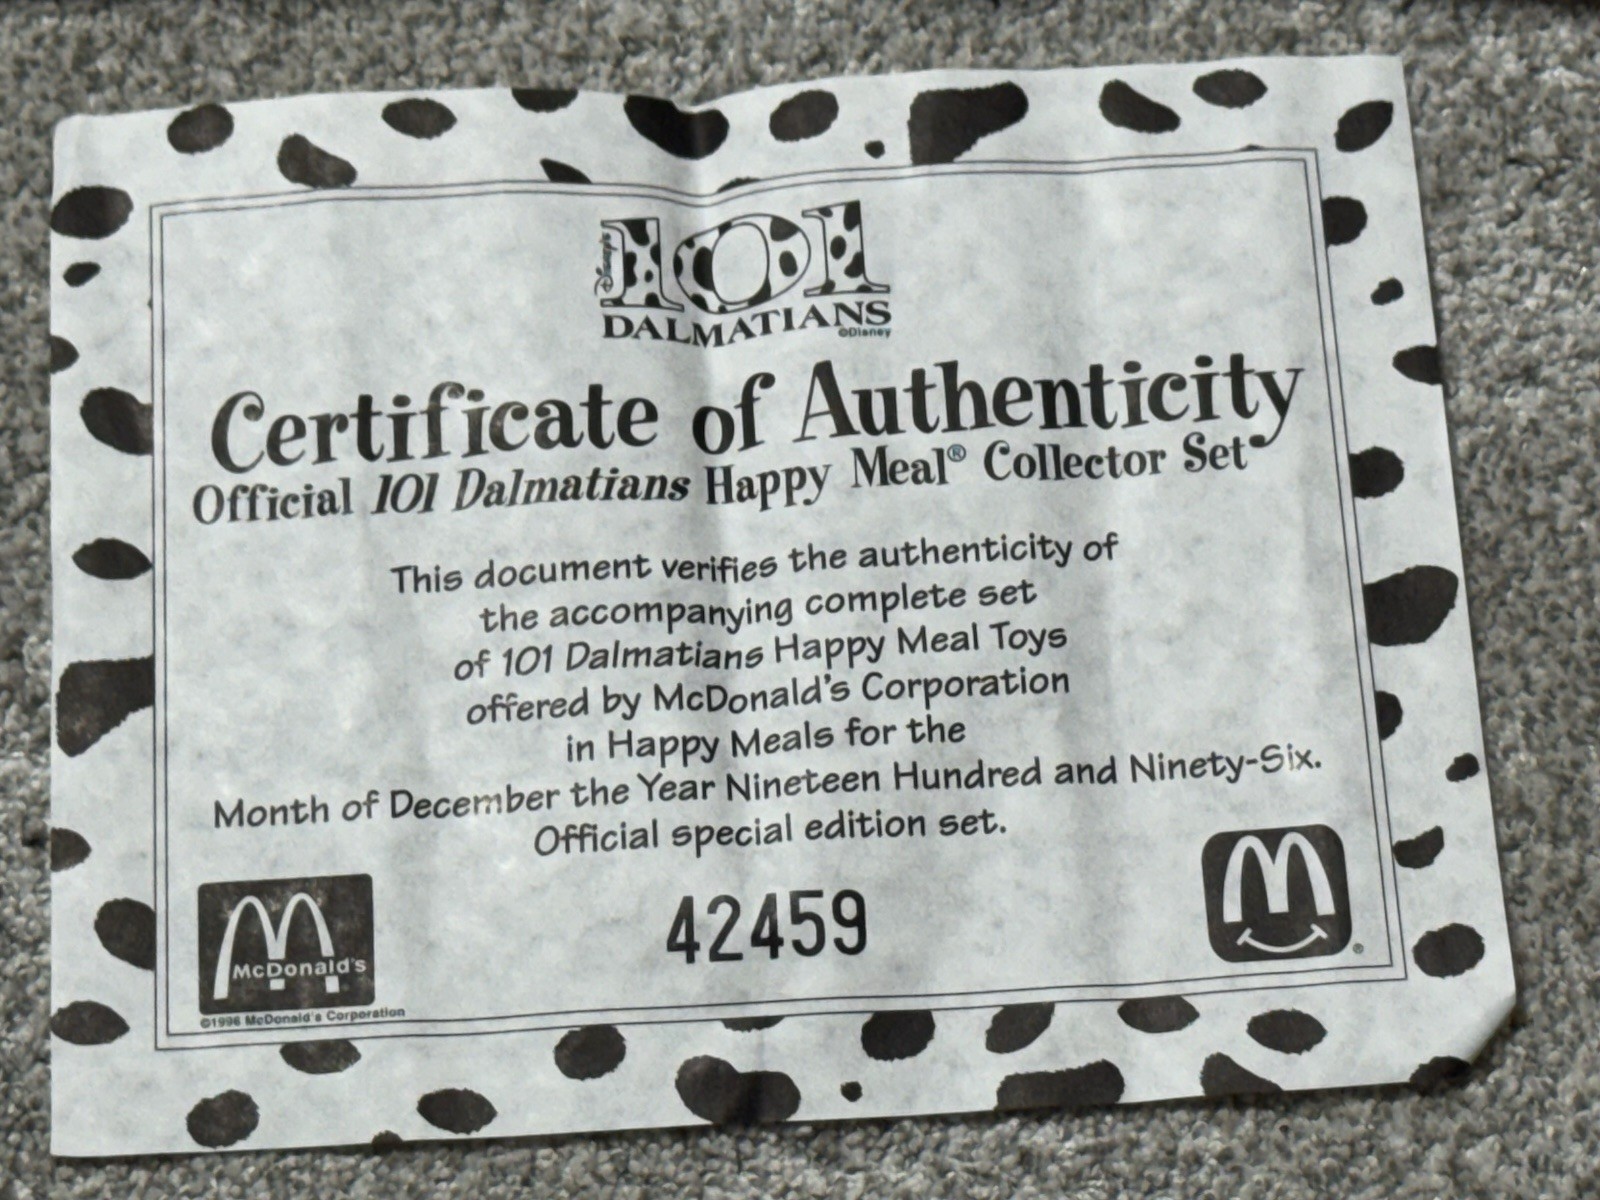 Disney's
101
DALMATIANS
©Disney
Certificate of Authenticity
Official 101 Dalmatians Happy Meal® Collector Set
This document verifies the authenticity of
the accompanying complete set
of 101 Dalmatians Happy Meal Toys
offered by McDonald's Corporation
in Happy Meals for the
Month of December the Year Nineteen Hundred and Ninety-Six.
Official special edition set.
42459
McDonald's
®
©1996 McDonald's Corporation